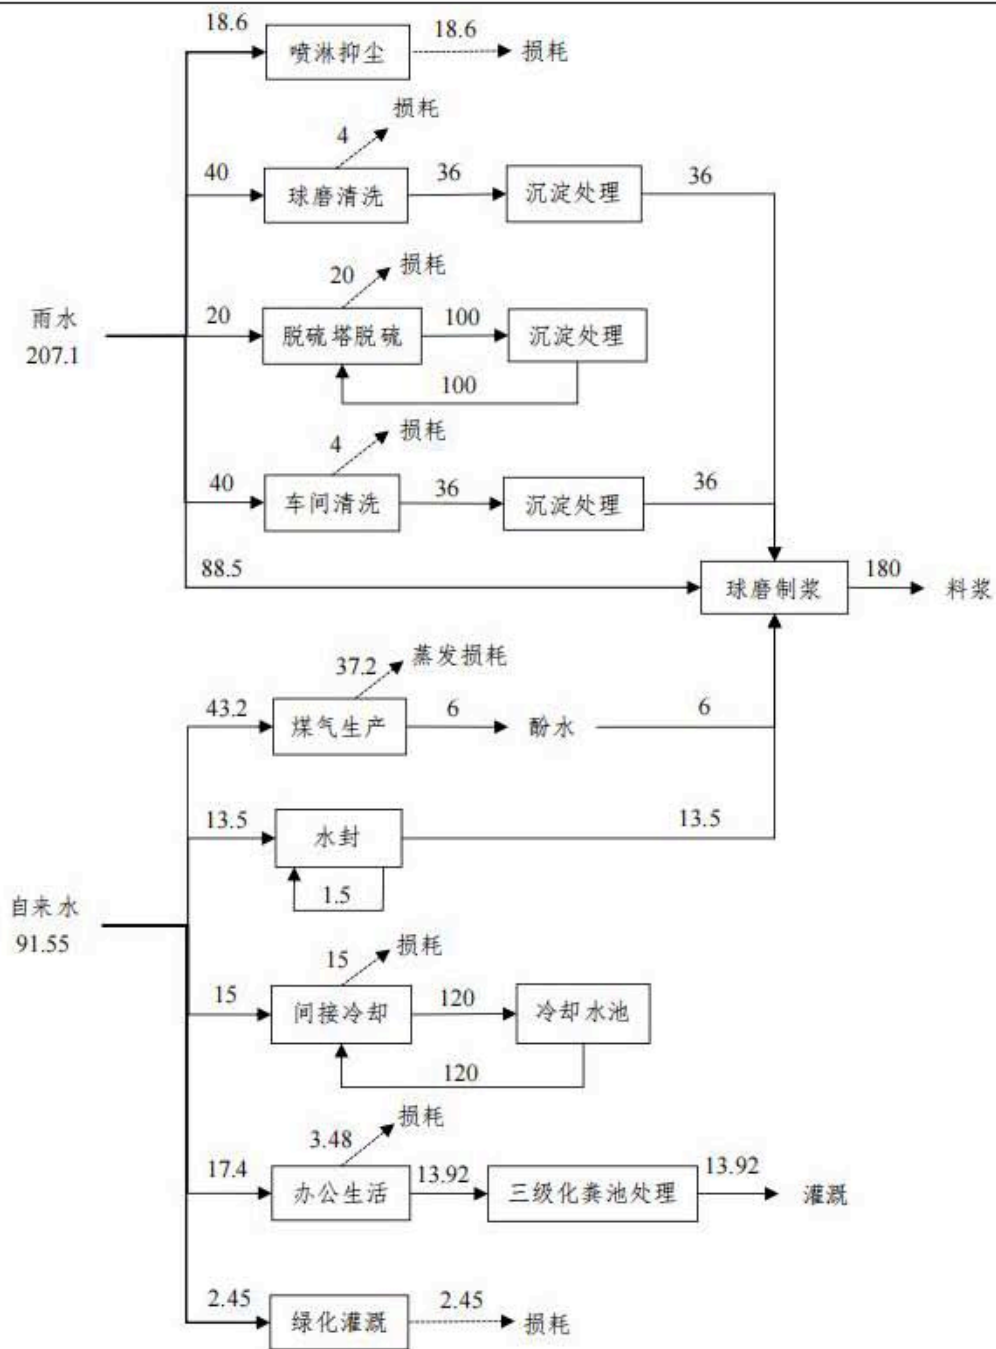 18.6
喷淋抑尘
18.6
损耗
损耗
4
40
球磨清洗
36
沉淀处理
36
损耗
20
雨水
207.1
20
脱硫塔脱硫
100
沉淀处理
100
损耗
4
40
车间清洗
36
沉淀处理
36
88.5
球磨制浆
180
料浆
蒸发损耗
37.2
43.2
煤气生产
6
酚水
6
13.5
水封
13.5
1.5
自来水
91.55
损耗
15
15
间接冷却
120
冷却水池
120
损耗
3.48
17.4
办公生活
13.92
三级化粪池处理
13.92
灌溉
2.45
绿化灌溉
2.45
损耗